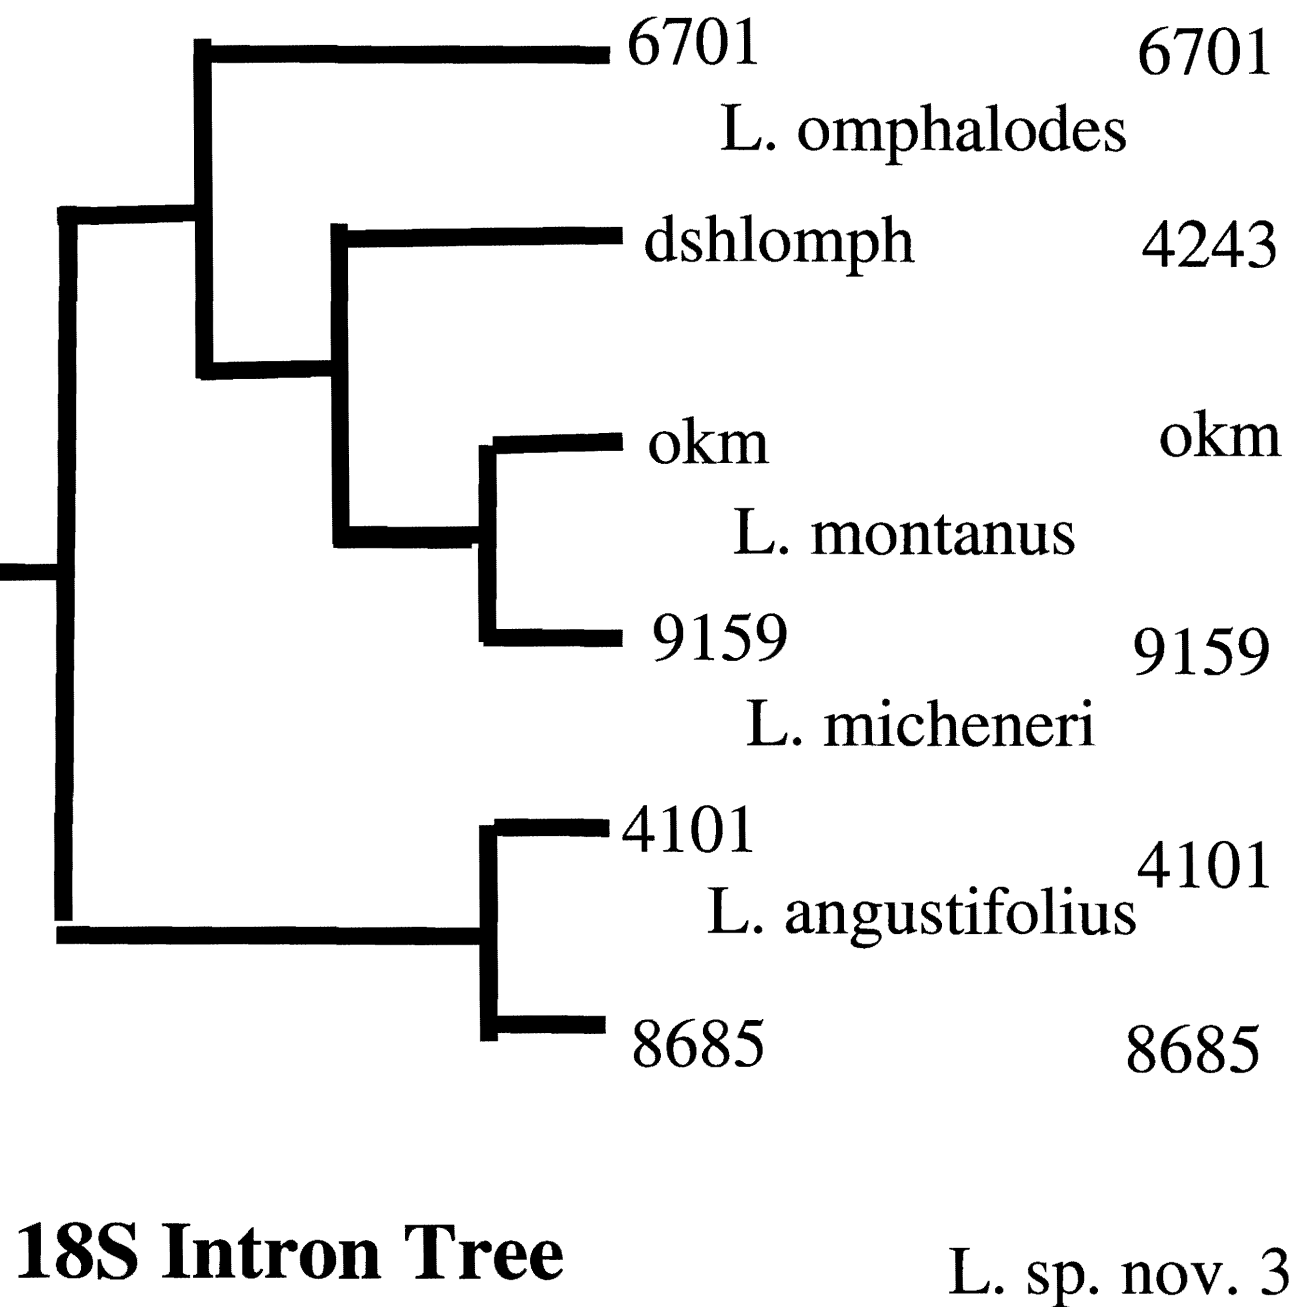 6701 6701
L. omphalodes
dshlomph 4243
okm okm
L. montanus
9159 9159
L. micheneri
4101 4101
L. angustifolius
8685 8685
18S Intron Tree L. sp. nov. 3